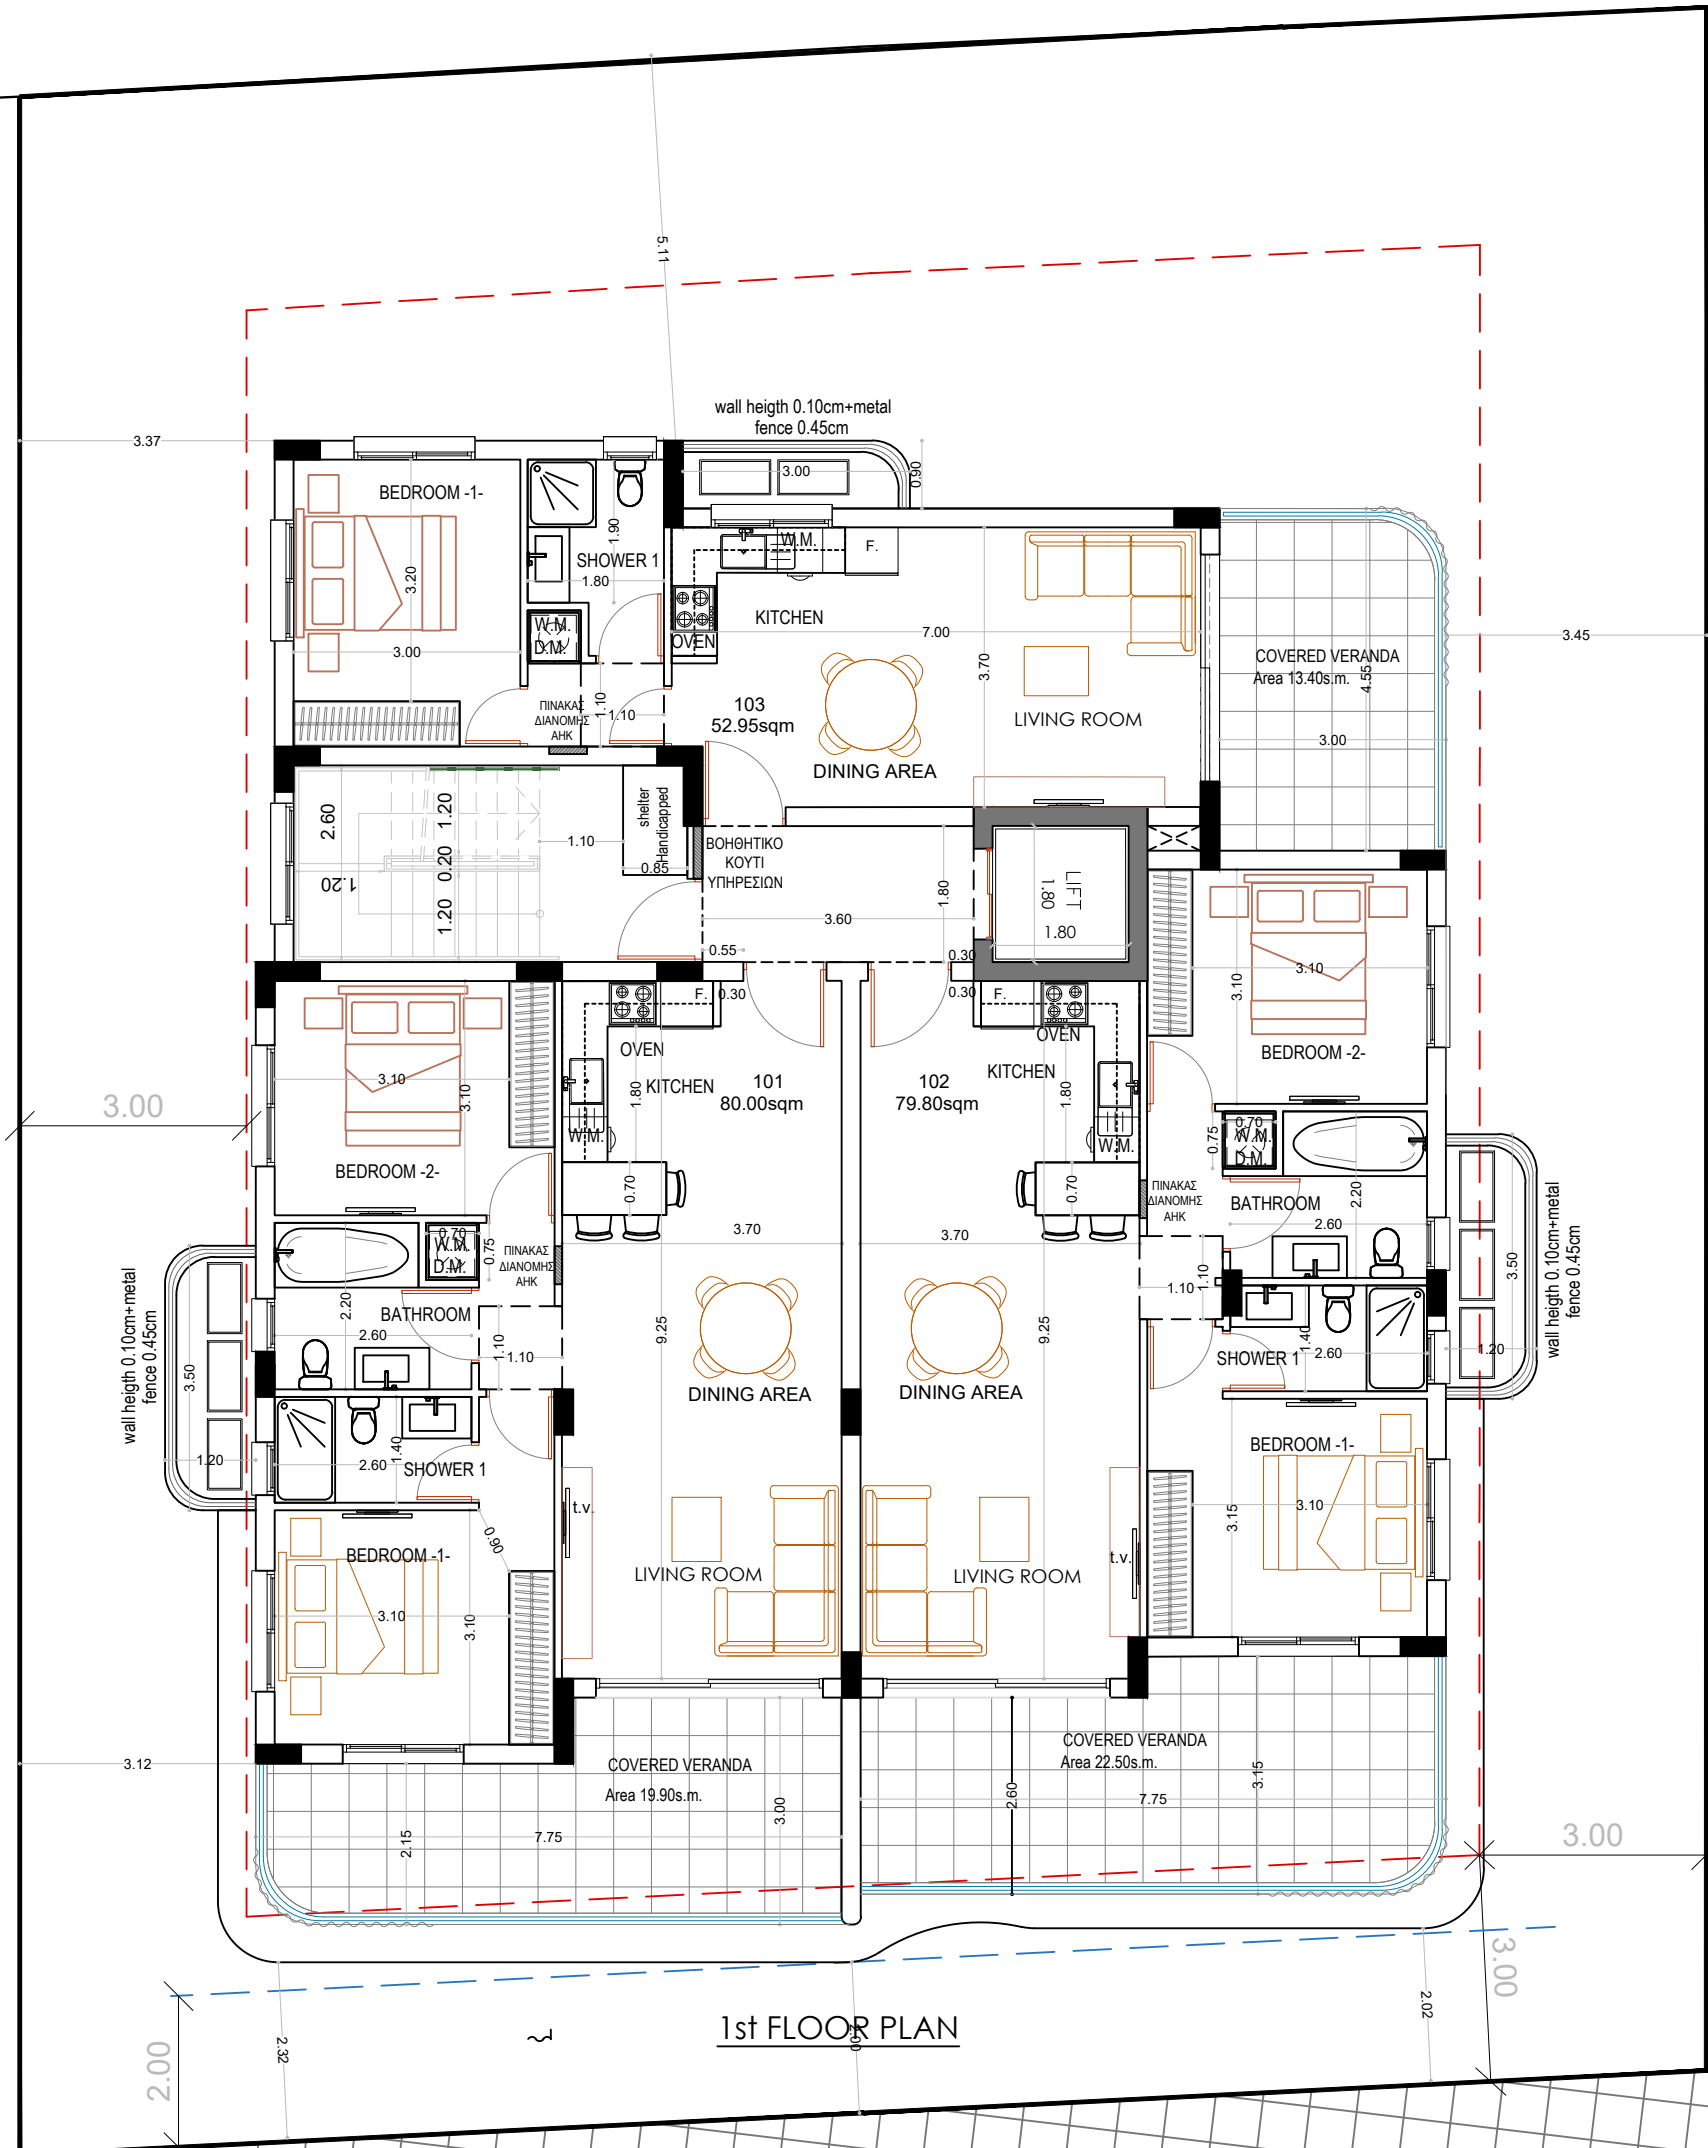 5.11
wall heigth 0.10cm+metal
fence 0.45cm
3.37
3.00
0.90
BEDROOM -1-
1.90
SHOWER 1
1.80
3.20
3.00
W.M.
D.M.
W.M.
F.
OVEN
KITCHEN
7.00
3.70
3.45
COVERED VERANDA
Area 13.40s.m.
4.55
3.00
103
52.95sqm
LIVING ROOM
DINING AREA
ΠΙΝΑΚΑΣ
ΔΙΑΝΟΜΗΣ
ΑΗΚ
1.10
1.10
2.60
1.20
1.20
0.20
1.20
1.10
shelter
Handicapped
0.85
ΒΟΗΘΗΤΙΚΟ
ΚΟΥΤΙ
ΥΠΗΡΕΣΙΩΝ
1.80
3.60
0.55
0.30
LIFT
1.80
1.80
F.
0.30
0.30
F.
OVEN
KITCHEN
1.80
101
80.00sqm
W.M.
0.70
3.70
102
79.80sqm
OVEN
KITCHEN
1.80
W.M.
0.70
3.70
3.10
3.10
BEDROOM -2-
3.10
3.10
BEDROOM -2-
3.00
0.70
W.M.
D.M.
0.75
ΠΙΝΑΚΑΣ
ΔΙΑΝΟΜΗΣ
ΑΗΚ
BATHROOM
2.20
2.60
1.10
1.10
0.70
W.M.
D.M.
0.75
ΠΙΝΑΚΑΣ
ΔΙΑΝΟΜΗΣ
ΑΗΚ
BATHROOM
2.20
2.60
1.10
1.10
wall heigth 0.10cm+metal
fence 0.45cm
3.50
1.20
wall heigth 0.10cm+metal
fence 0.45cm
3.50
1.20
9.25
DINING AREA
9.25
DINING AREA
1.40
2.60
SHOWER 1
1.40
2.60
SHOWER 1
BEDROOM -1-
0.90
3.10
3.10
t.v.
LIVING ROOM
LIVING ROOM
t.v.
BEDROOM -1-
3.10
3.15
3.12
COVERED VERANDA
Area 19.90s.m.
3.00
2.15
7.75
COVERED VERANDA
Area 22.50s.m.
2.60
3.15
7.75
3.00
3.00
2.00
2.32
2.00
2.02
1st FLOOR PLAN